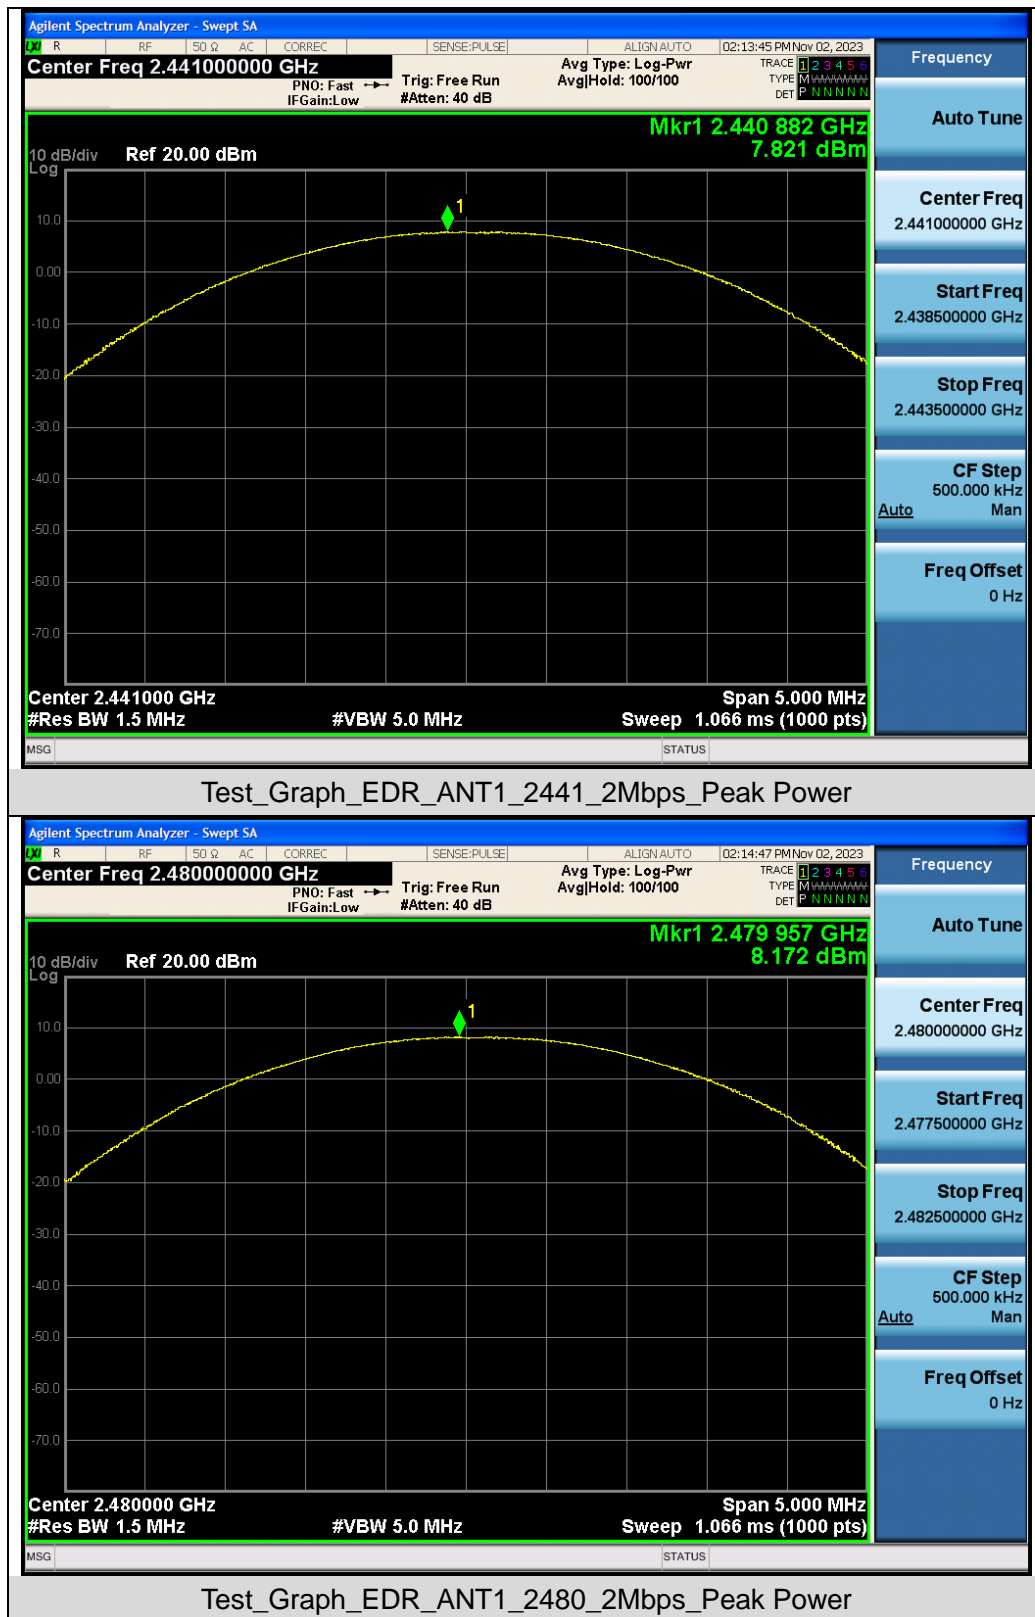 Agilent Spectrum Analyzer - Swept SA
LXI R RF 50 Ω AC CORREC SENSE:PULSE ALIGN AUTO 02:13:45 PM Nov 02, 2023
Center Freq 2.441000000 GHz
PNO: Fast
IFGain:Low
Trig: Free Run
#Atten: 40 dB
Avg Type: Log-Pwr
Avg|Hold: 100/100
TRACE 1 2 3 4 5 6
TYPE M
DET P N N N N N
Frequency
Mkr1 2.440 882 GHz
7.821 dBm
10 dB/div Ref 20.00 dBm
Log
1
10.0
0.00
-10.0
-20.0
-30.0
-40.0
-50.0
-60.0
-70.0
Center 2.441000 GHz Span 5.000 MHz
#Res BW 1.5 MHz #VBW 5.0 MHz Sweep 1.066 ms (1000 pts)
MSG STATUS
Auto Tune
Center Freq
2.441000000 GHz
Start Freq
2.438500000 GHz
Stop Freq
2.443500000 GHz
CF Step
500.000 kHz
Auto Man
Freq Offset
0 Hz
Test_Graph_EDR_ANT1_2441_2Mbps_Peak Power
Agilent Spectrum Analyzer - Swept SA
LXI R RF 50 Ω AC CORREC SENSE:PULSE ALIGN AUTO 02:14:47 PM Nov 02, 2023
Center Freq 2.480000000 GHz
PNO: Fast
IFGain:Low
Trig: Free Run
#Atten: 40 dB
Avg Type: Log-Pwr
Avg|Hold: 100/100
TRACE 1 2 3 4 5 6
TYPE M
DET P N N N N N
Frequency
Mkr1 2.479 957 GHz
8.172 dBm
10 dB/div Ref 20.00 dBm
Log
1
10.0
0.00
-10.0
-20.0
-30.0
-40.0
-50.0
-60.0
-70.0
Center 2.480000 GHz Span 5.000 MHz
#Res BW 1.5 MHz #VBW 5.0 MHz Sweep 1.066 ms (1000 pts)
MSG STATUS
Auto Tune
Center Freq
2.480000000 GHz
Start Freq
2.477500000 GHz
Stop Freq
2.482500000 GHz
CF Step
500.000 kHz
Auto Man
Freq Offset
0 Hz
Test_Graph_EDR_ANT1_2480_2Mbps_Peak Power